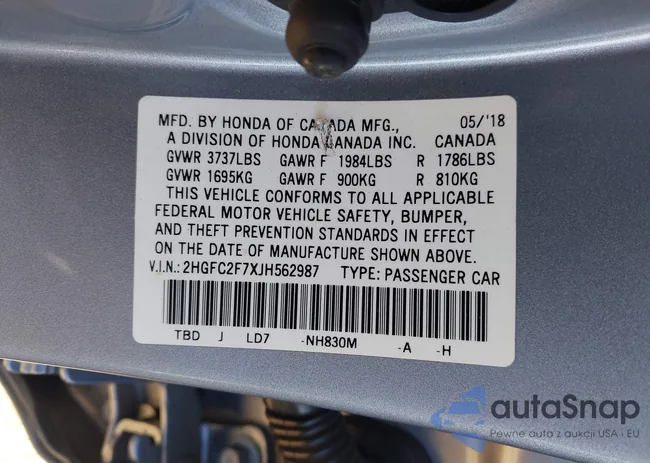 MFD. BY HONDA OF CANADA MFG., 05/'18
A DIVISION OF HONDA CANADA INC. CANADA
GVWR 3737LBS GAWR F 1984LBS R 1786LBS
GVWR 1695KG GAWR F 900KG R 810KG
THIS VEHICLE CONFORMS TO ALL APPLICABLE
FEDERAL MOTOR VEHICLE SAFETY, BUMPER,
AND THEFT PREVENTION STANDARDS IN EFFECT
ON THE DATE OF MANUFACTURE SHOWN ABOVE.
V.I.N.: 2HGFC2F7XJH562987 TYPE: PASSENGER CAR
TBD J LD7 -NH830M -A -H
autoSnap
Pewne auta z aukcji USA i EU